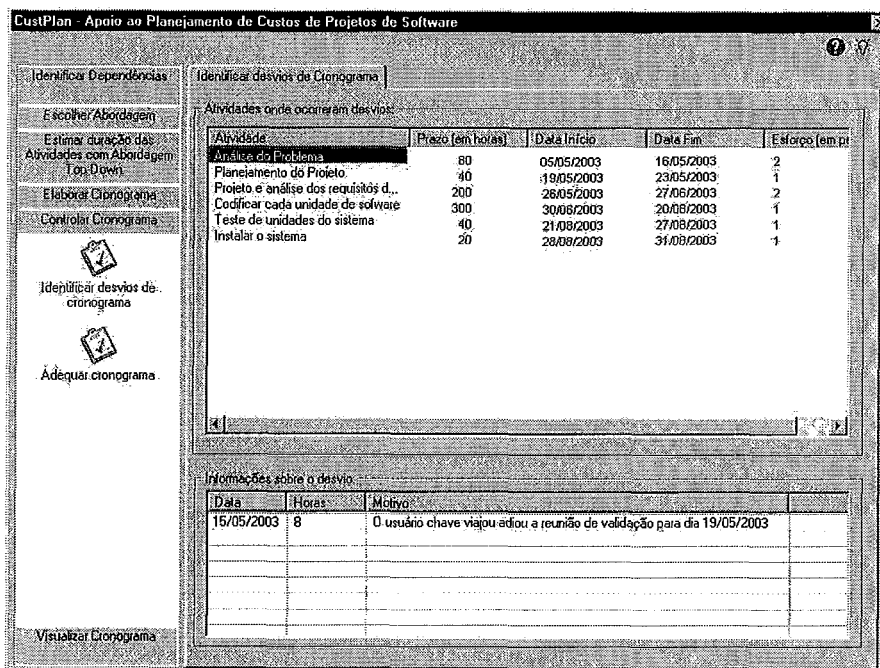 CustPlan - Apoio ao Planejamento de Custos de Projetos de Software
Identificar Dependências
Escolher Abordagem
Estimar duração das
Atividades com Abordagem
Top-Down
Elaborar Cronograma
Controlar Cronograma
Identificar desvios de
cronograma
Adequar cronograma
Visualizar Cronograma
Identificar desvios de Cronograma
Atividades onde ocorreram desvios:
Atividade Prazo (em horas) Data Início Data Fim Esforço (em
Análise do Problema 80 05/05/2003 16/05/2003 2
Planejamento do Projeto 40 19/05/2003 23/05/2003 1
Projeto e análise dos requisitos d... 200 26/05/2003 27/06/2003 2
Codificar cada unidade de sofware 300 30/06/2003 20/08/2003 1
Teste de unidades do sistema 40 21/08/2003 27/08/2003 1
Instalar o sistema 20 28/08/2003 31/08/2003 1
Informações sobre o desvio
Data Horas Motivo
15/05/2003 8 O usuário chave viajou adiou a reunião de validação para dia 19/05/2003